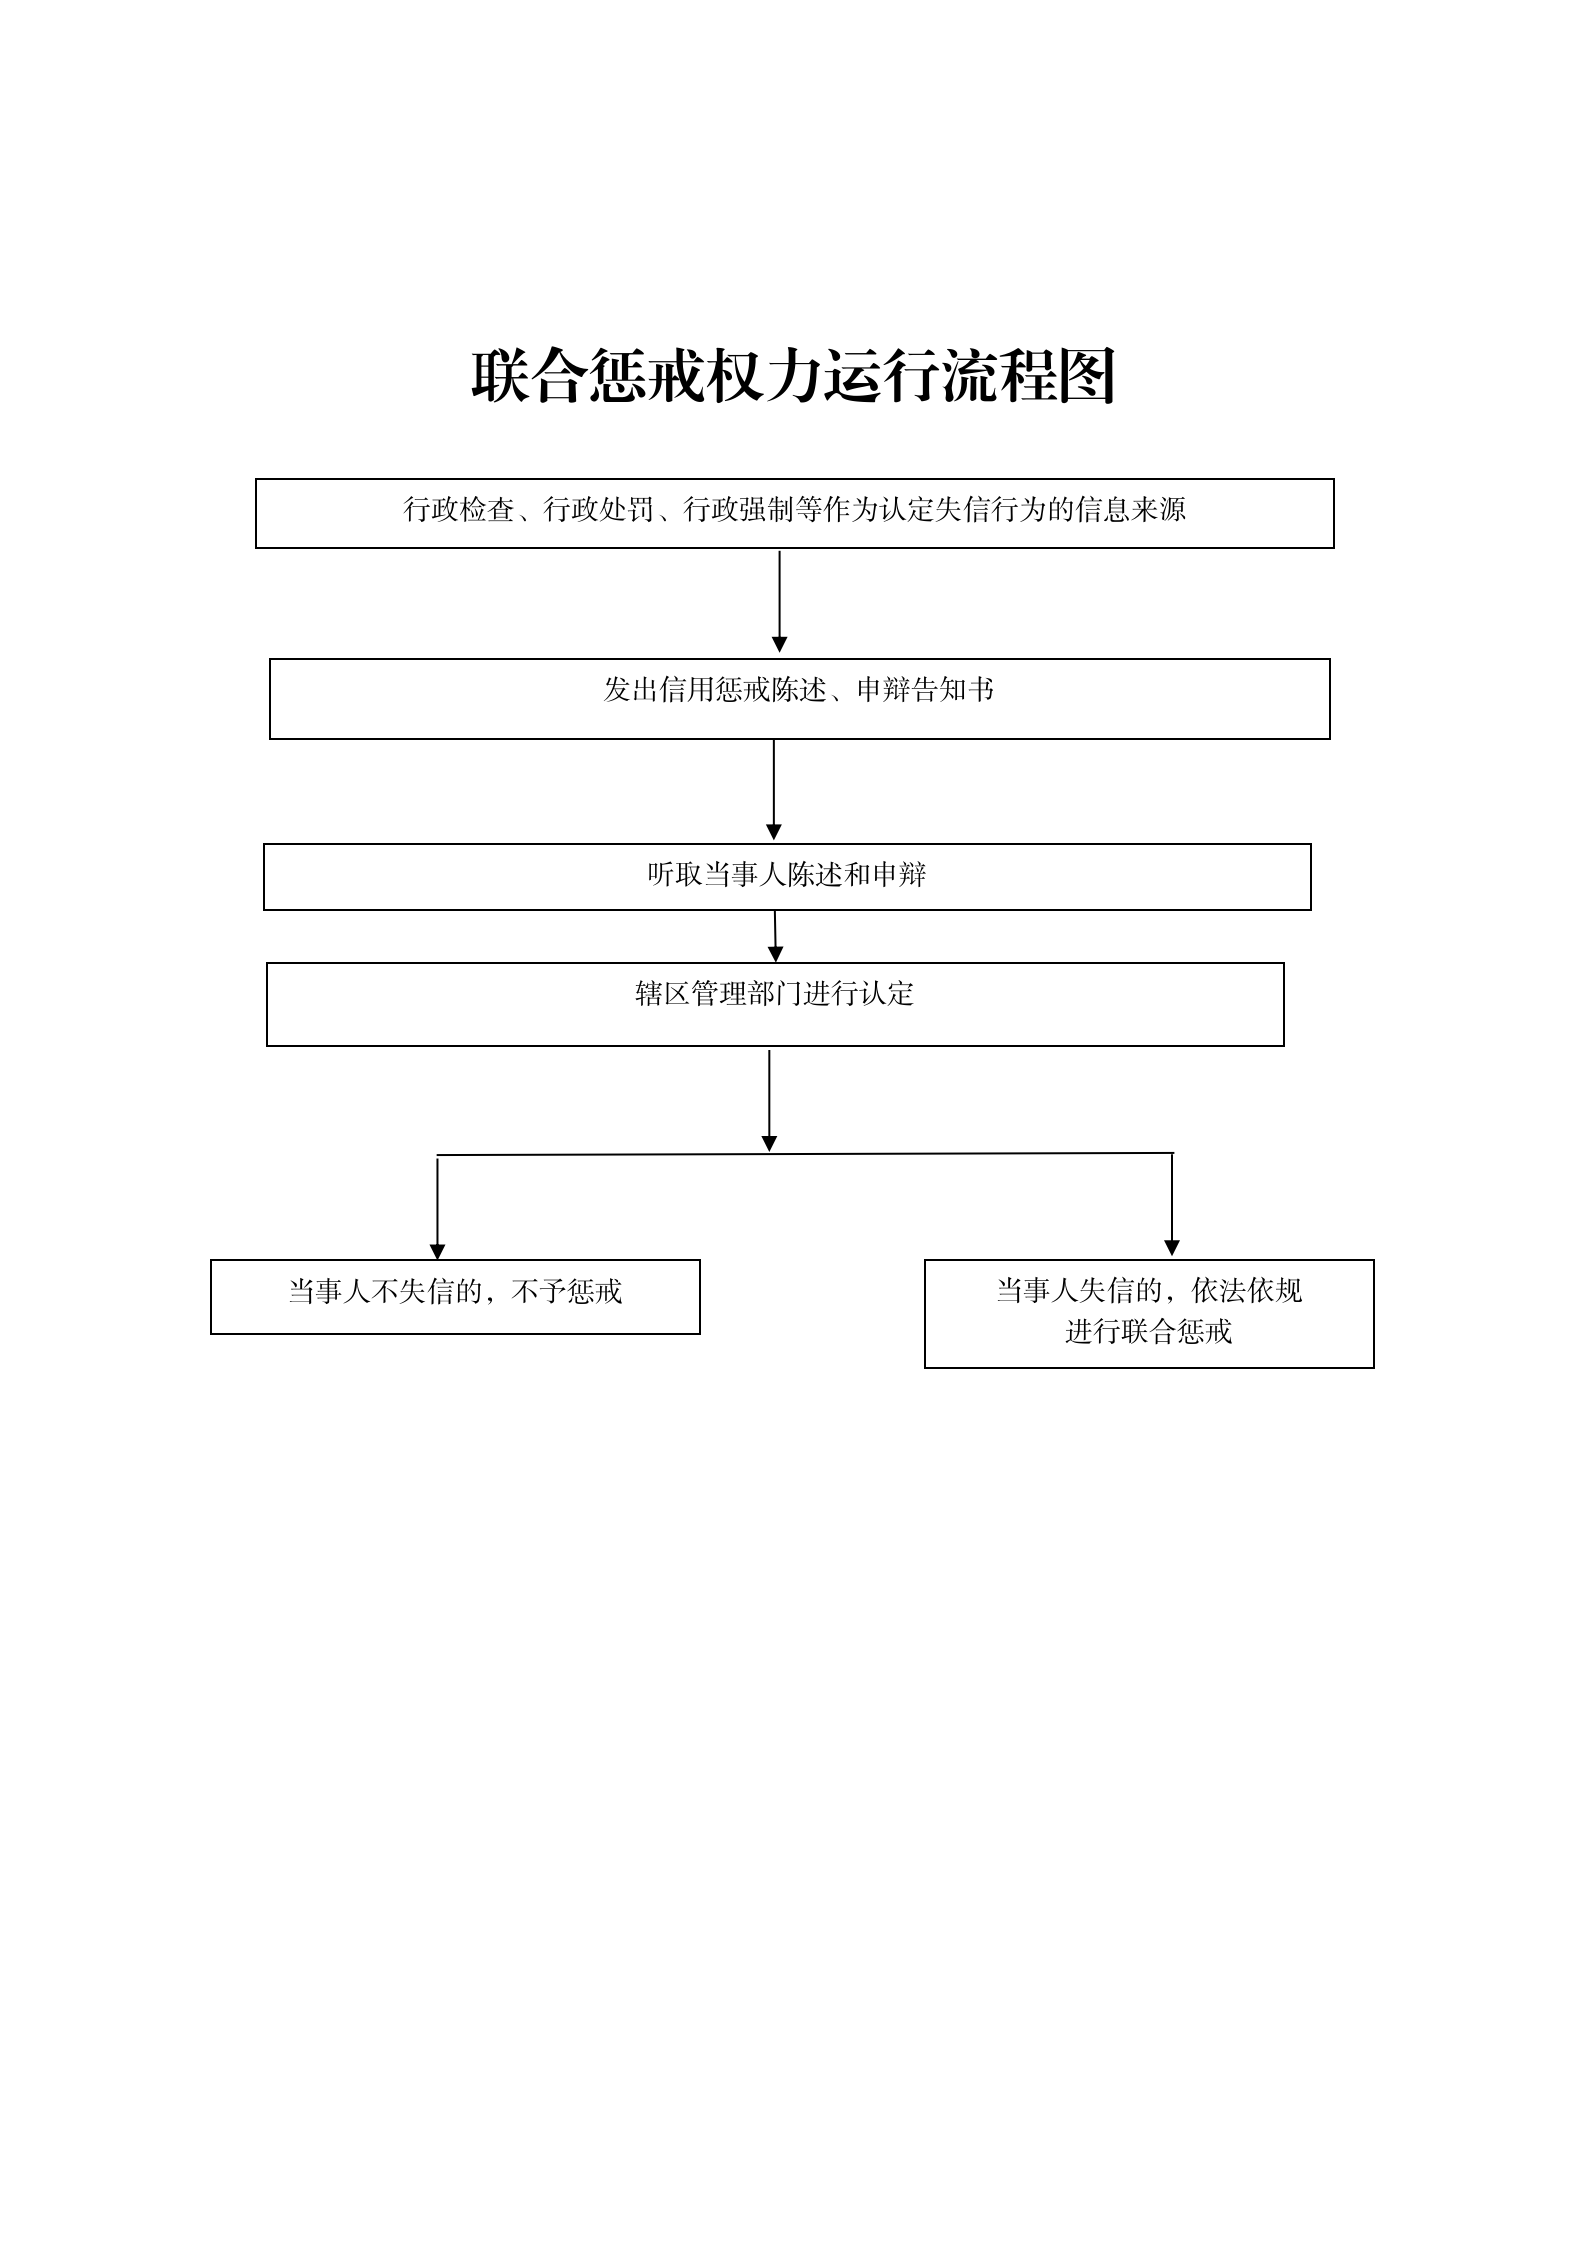 联合惩戒权力运行流程图
行政检查、行政处罚、行政强制等作为认定失信行为的信息来源
发出信用惩戒陈述、申辩告知书
听取当事人陈述和申辩
辖区管理部门进行认定
当事人不失信的，不予惩戒
当事人失信的，依法依规
进行联合惩戒